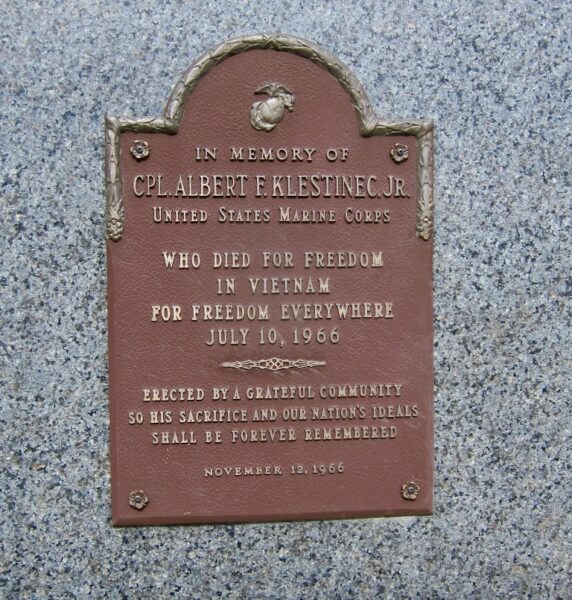 IN MEMORY OF
CPL. ALBERT F. KLESTINEC, JR.
UNITED STATES MARINE CORPS
WHO DIED FOR FREEDOM
IN VIETNAM
FOR FREEDOM EVERYWHERE
JULY 10, 1966
ERECTED BY A GRATEFUL COMMUNITY
SO HIS SACRIFICE AND OUR NATION'S IDEALS
SHALL BE FOREVER REMEMBERED
NOVEMBER 12, 1966